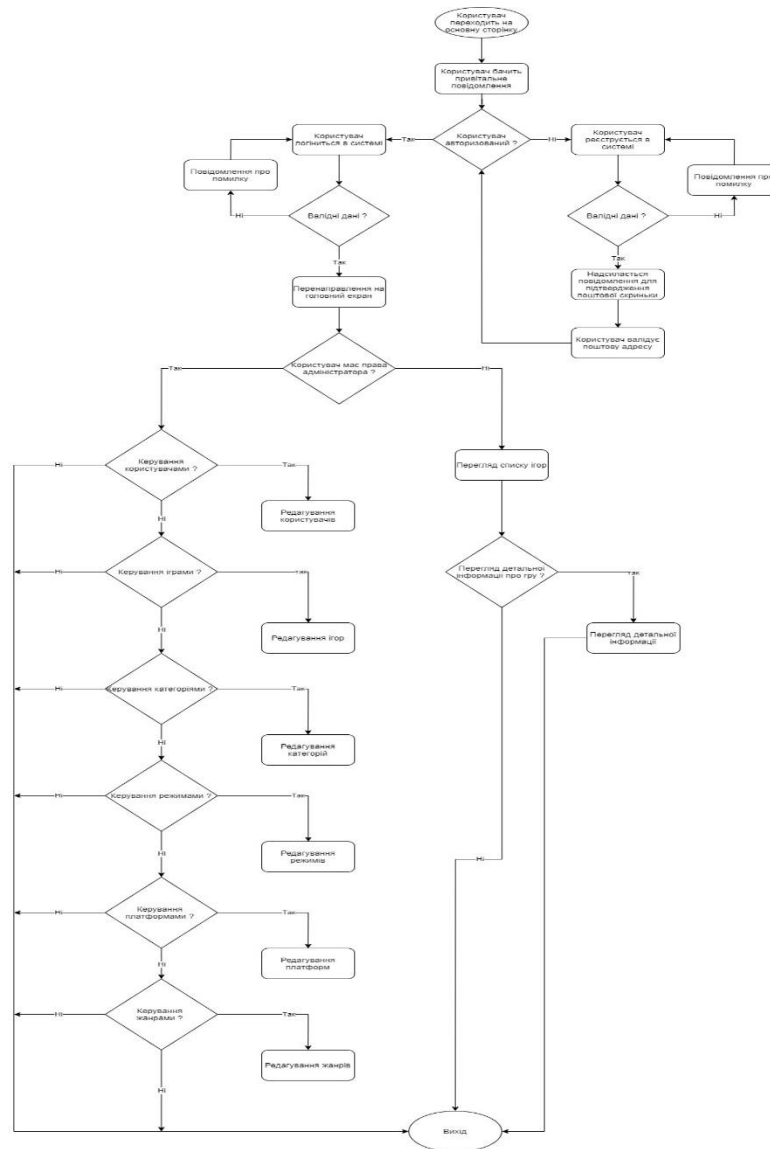 Користувач
переходить на
основну сторінку
Користувач бачить
привітальне
повідомлення
Користувач
логіниться в системі
Так
Користувач
авторизований ?
Ні
Користувач
реєструється в
системі
Повідомлення про
помилку
Повідомлення про
помилку
Ні
Валідні дані ?
Валідні дані ?
Ні
Так
Так
Перенаправлення на
головний екран
Надсилається
повідомлення для
підтвердження
поштової скриньки
Користувач валідує
поштову адресу
Так
Користувач має права
адміністратора ?
Ні
Ні
Керування
користувачами ?
Так
Перегляд списку ігор
Редагування
користувачів
Ні
Ні
Керування іграми ?
Так
Перегляд детальної
інформації про гру ?
Так
Ні
Редагування ігор
Перегляд детальної
інформації
Ні
Керування категоріями ?
Так
Ні
Редагування
категорій
Ні
Керування режимами ?
Так
Ні
Редагування
режимів
Ні
Ні
Керування
платформами ?
Так
Ні
Редагування
платформ
Ні
Керування
жанрами ?
Так
Редагування жанрів
Ні
Вихід